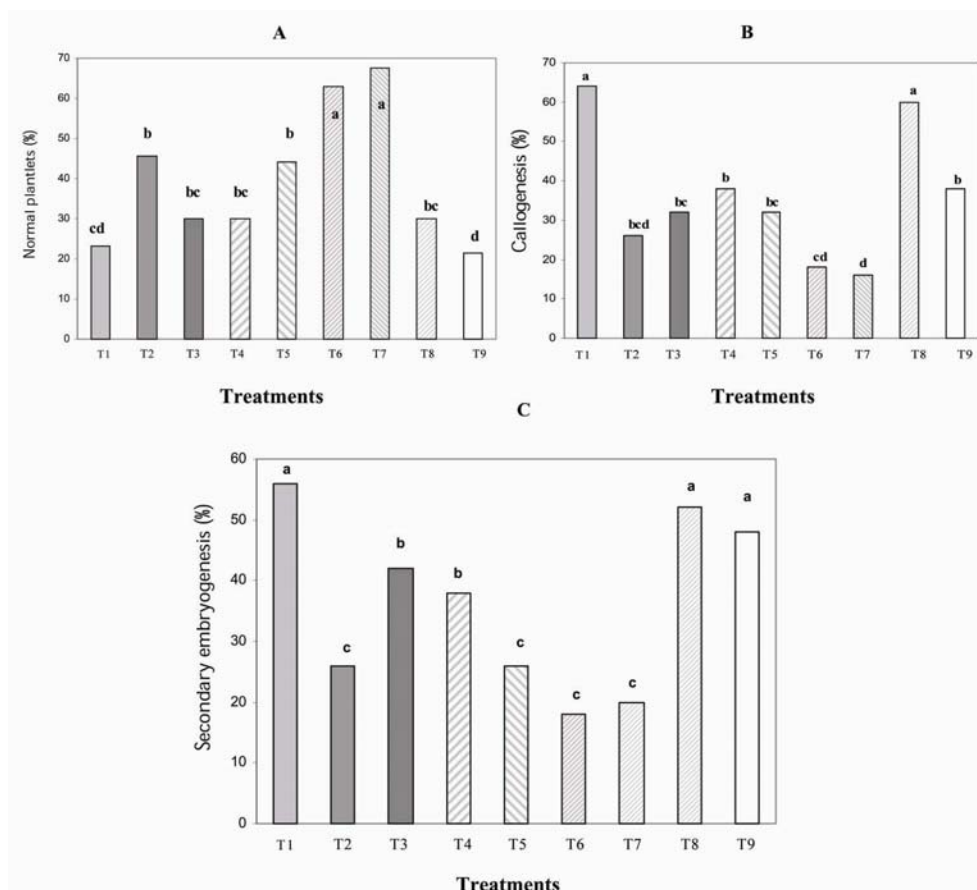 A
Normal plantlets (%)
70
60
50
40
30
20
10
0
cd
b
bc
bc
b
a
a
bc
d
T1 T2 T3 T4 T5 T6 T7 T8 T9
Treatments
B
Callogenesis (%)
70
60
50
40
30
20
10
0
a
bcd
bc
b
bc
cd
d
a
b
T1 T2 T3 T4 T5 T6 T7 T8 T9
Treatments
C
Secondary embryogenesis (%)
60
50
40
30
20
10
0
a
c
b
b
c
c
c
a
a
T1 T2 T3 T4 T5 T6 T7 T8 T9
Treatments